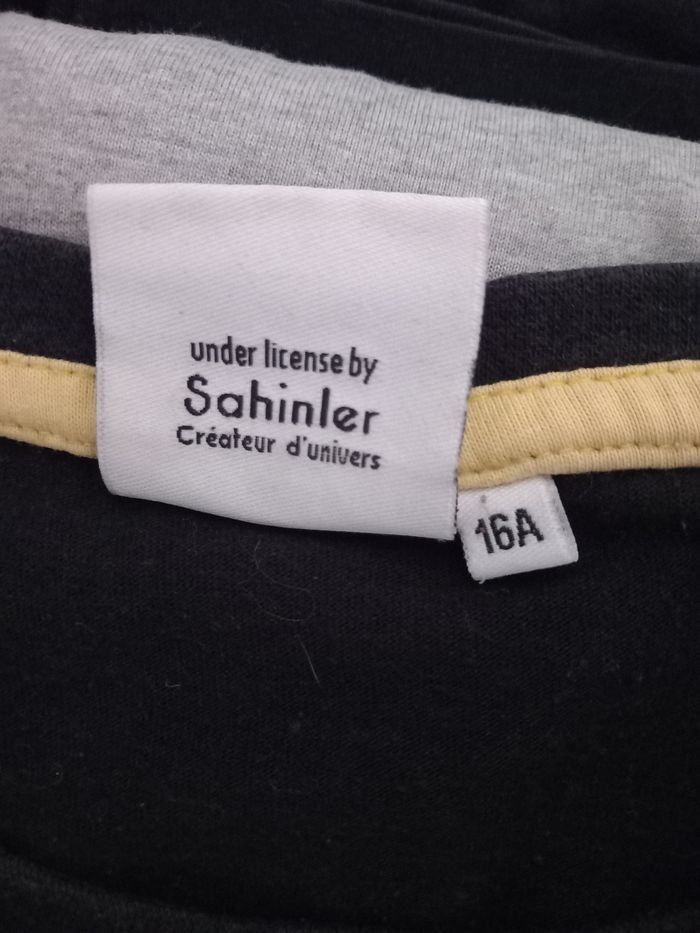 under license by
Sahinler
Créateur d'univers
16A